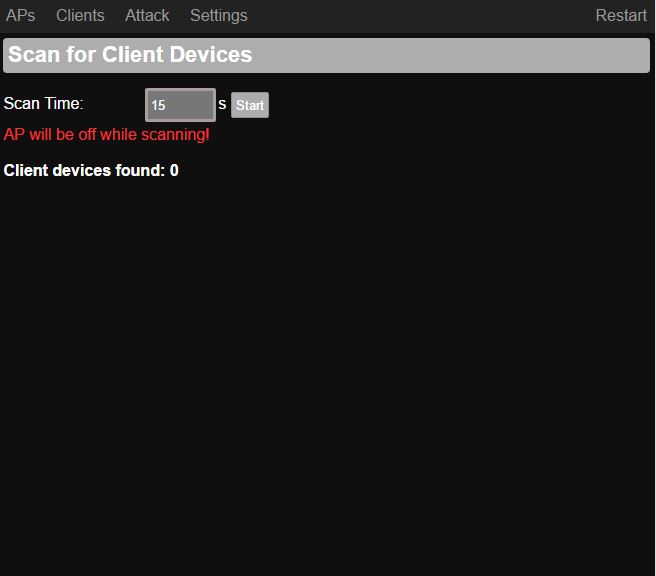 APs Clients Attack Settings Restart
Scan for Client Devices
Scan Time: 15 s Start
AP will be off while scanning!
Client devices found: 0